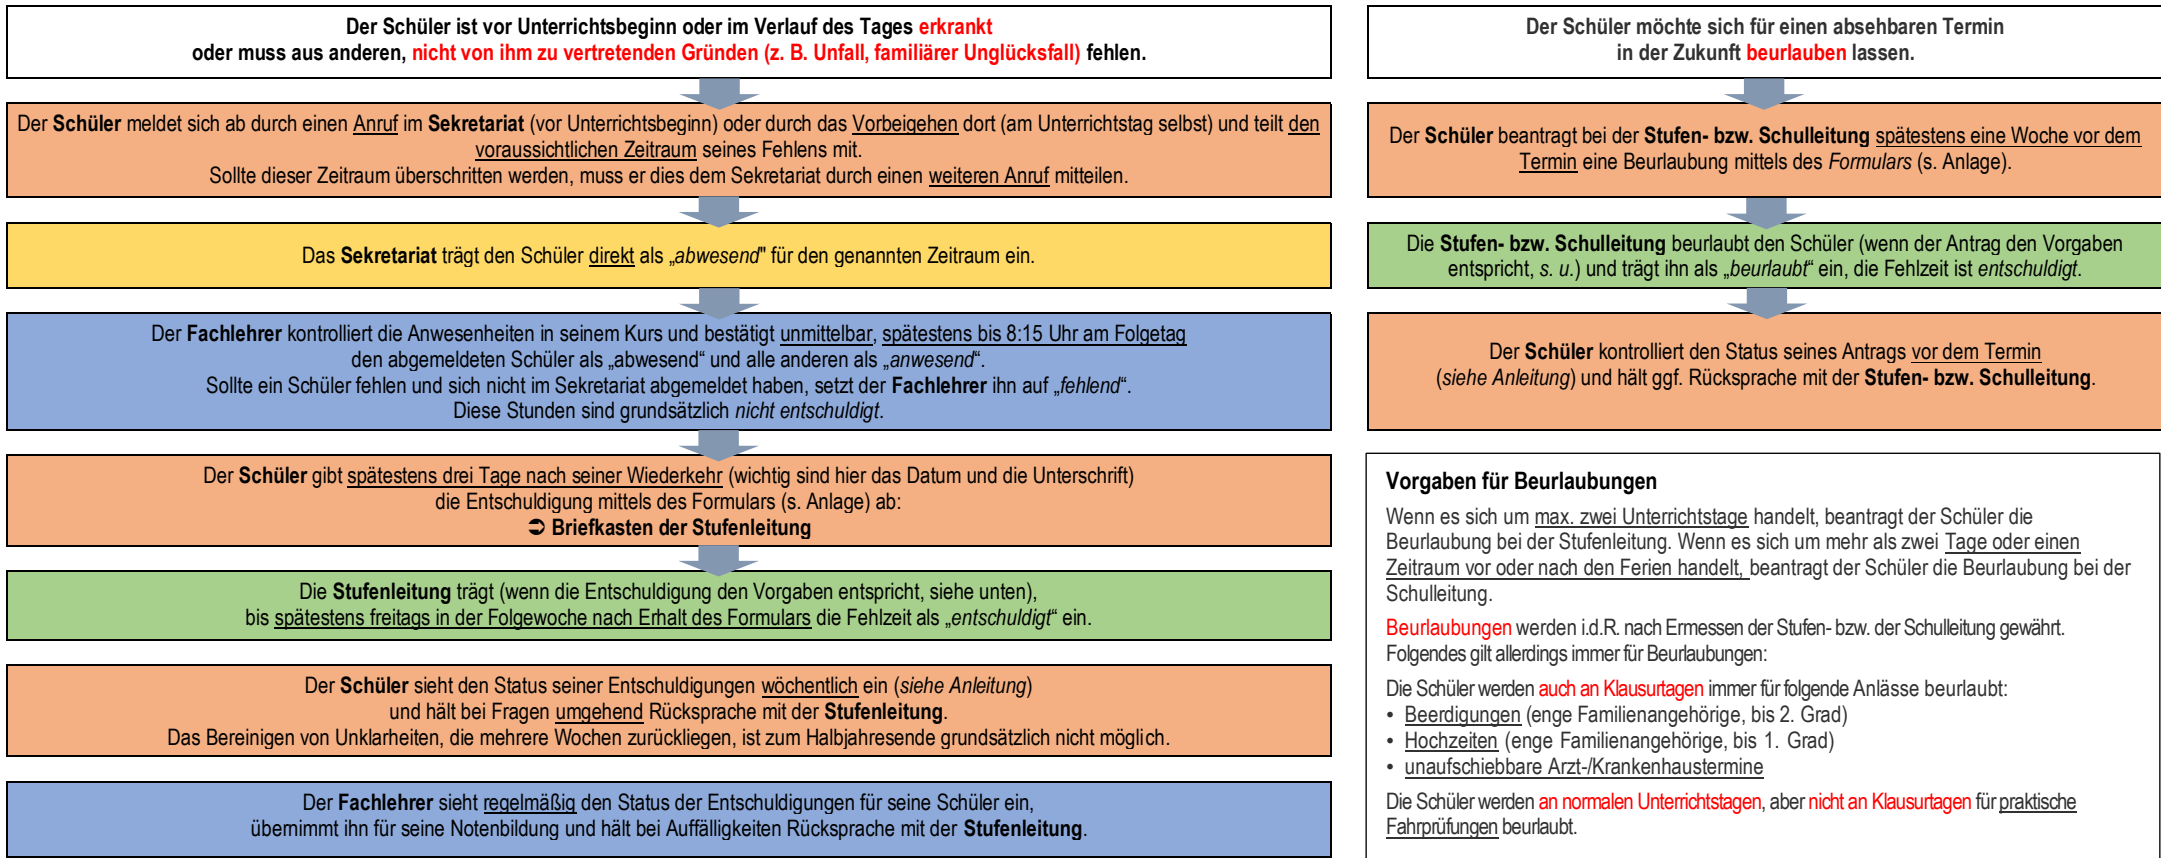 Der Schüler ist vor Unterrichtsbeginn oder im Verlauf des Tages erkrankt
oder muss aus anderen, nicht von ihm zu vertretenden Gründen (z. B. Unfall, familiärer Unglücksfall) fehlen.
Der Schüler meldet sich ab durch einen Anruf im Sekretariat (vor Unterrichtsbeginn) oder durch das Vorbeigehen dort (am Unterrichtstag selbst) und teilt den
voraussichtlichen Zeitraum seines Fehlens mit.
Sollte dieser Zeitraum überschritten werden, muss er dies dem Sekretariat durch einen weiteren Anruf mitteilen.
Das Sekretariat trägt den Schüler direkt als „abwesend" für den genannten Zeitraum ein.
Der Fachlehrer kontrolliert die Anwesenheiten in seinem Kurs und bestätigt unmittelbar, spätestens bis 8:15 Uhr am Folgetag
den abgemeldeten Schüler als „abwesend“ und alle anderen als „anwesend“.
Sollte ein Schüler fehlen und sich nicht im Sekretariat abgemeldet haben, setzt der Fachlehrer ihn auf „fehlend“.
Diese Stunden sind grundsätzlich nicht entschuldigt.
Der Schüler gibt spätestens drei Tage nach seiner Wiederkehr (wichtig sind hier das Datum und die Unterschrift)
die Entschuldigung mittels des Formulars (s. Anlage) ab:
➲ Briefkasten der Stufenleitung
Die Stufenleitung trägt (wenn die Entschuldigung den Vorgaben entspricht, siehe unten),
bis spätestens freitags in der Folgewoche nach Erhalt des Formulars die Fehlzeit als „entschuldigt“ ein.
Der Schüler sieht den Status seiner Entschuldigungen wöchentlich ein (siehe Anleitung)
und hält bei Fragen umgehend Rücksprache mit der Stufenleitung.
Das Bereinigen von Unklarheiten, die mehrere Wochen zurückliegen, ist zum Halbjahresende grundsätzlich nicht möglich.
Der Fachlehrer sieht regelmäßig den Status der Entschuldigungen für seine Schüler ein,
übernimmt ihn für seine Notenbildung und hält bei Auffälligkeiten Rücksprache mit der Stufenleitung.
Der Schüler möchte sich für einen absehbaren Termin
in der Zukunft beurlauben lassen.
Der Schüler beantragt bei der Stufen- bzw. Schulleitung spätestens eine Woche vor dem
Termin eine Beurlaubung mittels des Formulars (s. Anlage).
Die Stufen- bzw. Schulleitung beurlaubt den Schüler (wenn der Antrag den Vorgaben
entspricht, s. u.) und trägt ihn als „beurlaubt“ ein, die Fehlzeit ist entschuldigt.
Der Schüler kontrolliert den Status seines Antrags vor dem Termin
(siehe Anleitung) und hält ggf. Rücksprache mit der Stufen- bzw. Schulleitung.
Vorgaben für Beurlaubungen
Wenn es sich um max. zwei Unterrichtstage handelt, beantragt der Schüler die
Beurlaubung bei der Stufenleitung. Wenn es sich um mehr als zwei Tage oder einen
Zeitraum vor oder nach den Ferien handelt, beantragt der Schüler die Beurlaubung bei der
Schulleitung.
Beurlaubungen werden i.d.R. nach Ermessen der Stufen- bzw. der Schulleitung gewährt.
Folgendes gilt allerdings immer für Beurlaubungen:
Die Schüler werden auch an Klausurtagen immer für folgende Anlässe beurlaubt:
• Beerdigungen (enge Familienangehörige, bis 2. Grad)
• Hochzeiten (enge Familienangehörige, bis 1. Grad)
• unaufschiebbare Arzt-/Krankenhaustermine
Die Schüler werden an normalen Unterrichtstagen, aber nicht an Klausurtagen für praktische
Fahrprüfungen beurlaubt.